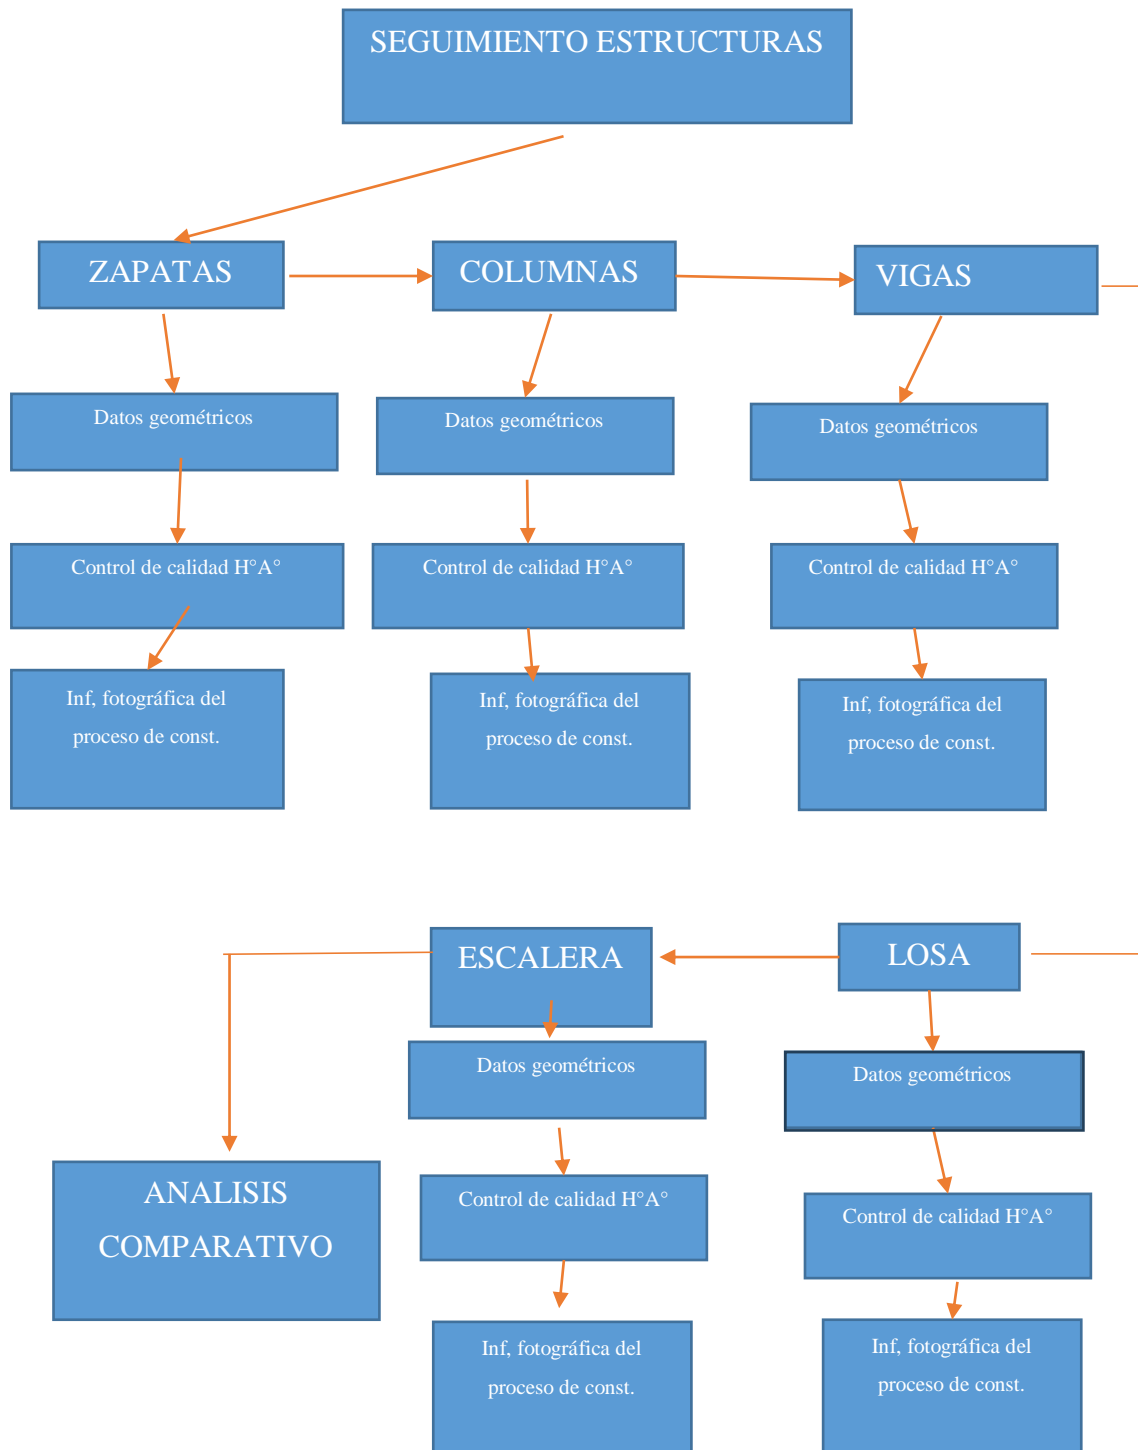 SEGUIMIENTO ESTRUCTURAS
ZAPATAS
COLUMNAS
VIGAS
Datos geométricos
Datos geométricos
Datos geométricos
Control de calidad H°A°
Control de calidad H°A°
Control de calidad H°A°
Inf, fotográfica del
proceso de const.
Inf, fotográfica del
proceso de const.
Inf, fotográfica del
proceso de const.
ESCALERA
LOSA
Datos geométricos
Datos geométricos
ANALISIS
COMPARATIVO
Control de calidad H°A°
Control de calidad H°A°
Inf, fotográfica del
proceso de const.
Inf, fotográfica del
proceso de const.